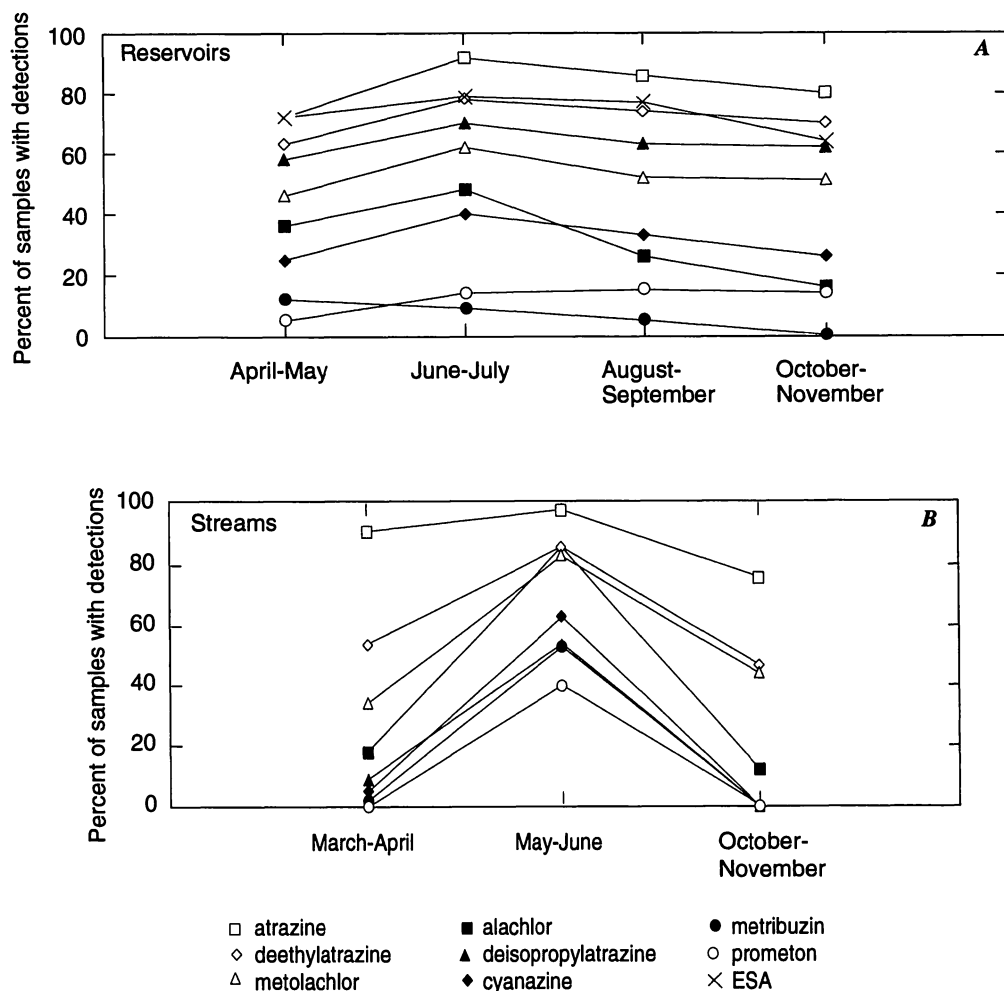 Percent of samples with detections
100
80
60
40
20
0
Reservoirs
A
April-May
June-July
August-
September
October-
November
Percent of samples with detections
100
80
60
40
20
0
Streams
B
March-April
May-June
October-
November
atrazine
deethylatrazine
metolachlor
alachlor
deisopropylatrazine
cyanazine
metribuzin
prometon
ESA